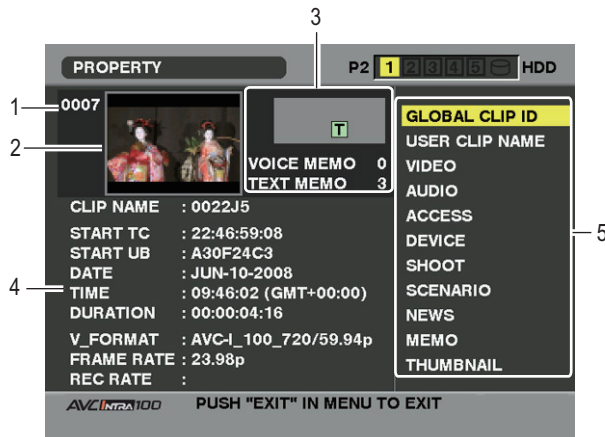 3
PROPERTY P2 1 2 3 4 5 HDD
1 0007
2
T
VOICE MEMO 0
TEXT MEMO 3
CLIP NAME : 0022J5
START TC : 22:46:59:08
START UB : A30F24C3
DATE : JUN-10-2008
4 TIME : 09:46:02 (GMT+00:00)
DURATION : 00:00:04:16
V_FORMAT : AVC-I_100_720/59.94p
FRAME RATE : 23.98p
REC RATE :
GLOBAL CLIP ID
USER CLIP NAME
VIDEO
AUDIO
ACCESS
DEVICE
SHOOT
SCENARIO
NEWS
MEMO
THUMBNAIL
5
AVC INTRA 100 PUSH "EXIT" IN MENU TO EXIT